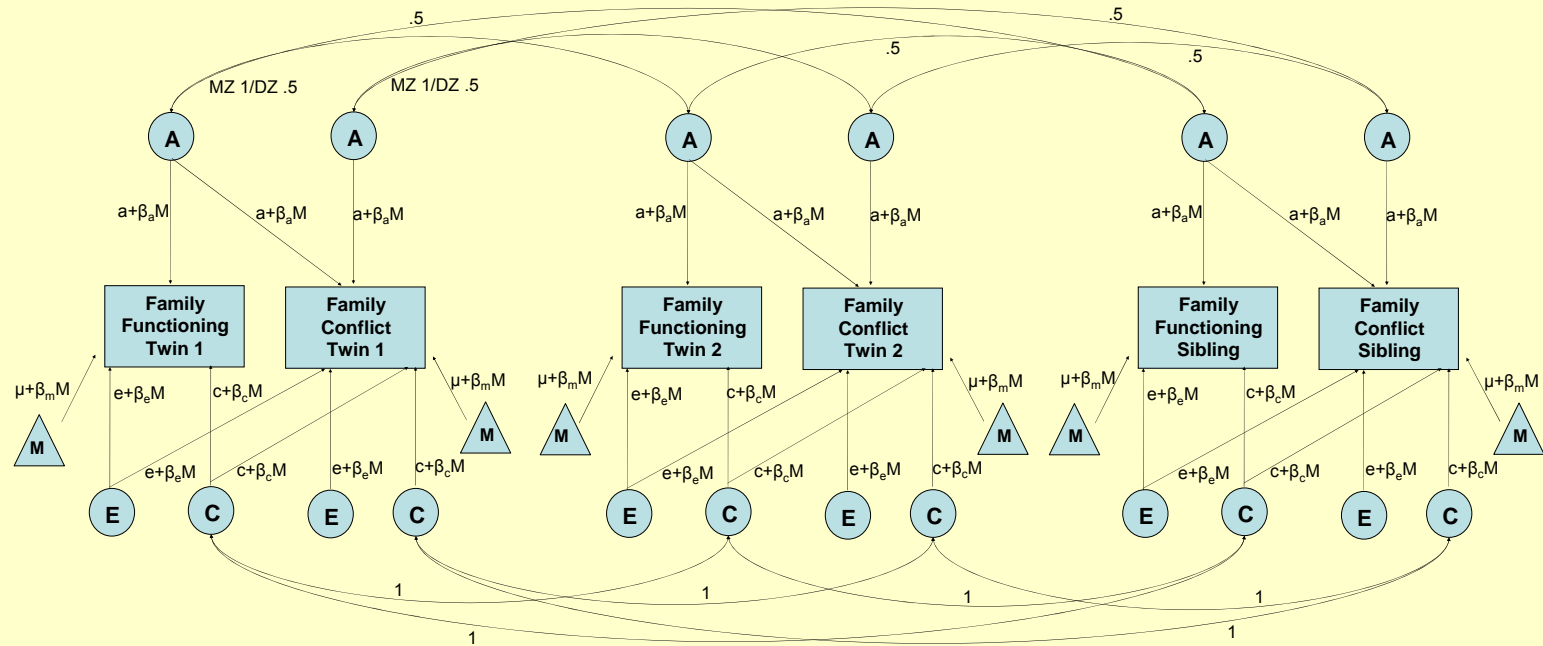 .5
.5
.5
.5
MZ 1/DZ .5
MZ 1/DZ .5
A
A
A
A
A
A
a+βaM
a+βaM
a+βaM
a+βaM
a+βaM
a+βaM
a+βaM
a+βaM
a+βaM
Family
Functioning
Twin 1
Family
Conflict
Twin 1
Family
Functioning
Twin 2
Family
Conflict
Twin 2
Family
Functioning
Sibling
Family
Conflict
Sibling
μ+βmM
e+βeM
c+βcM
μ+βmM
μ+βmM
e+βeM
c+βcM
μ+βmM
μ+βmM
e+βeM
c+βcM
μ+βmM
M
M
M
M
M
M
e+βeM
c+βcM
e+βeM
c+βcM
e+βeM
c+βcM
e+βeM
c+βcM
e+βeM
c+βcM
e+βeM
c+βcM
E
C
E
C
E
C
E
C
E
C
E
C
1
1
1
1
1
1